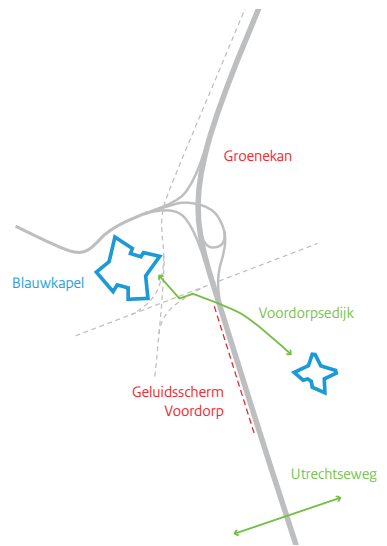 Groenekan
Blauwkapel
Voordorpsedijk
Geluidsscherm
Voordorp
Utrechtseweg